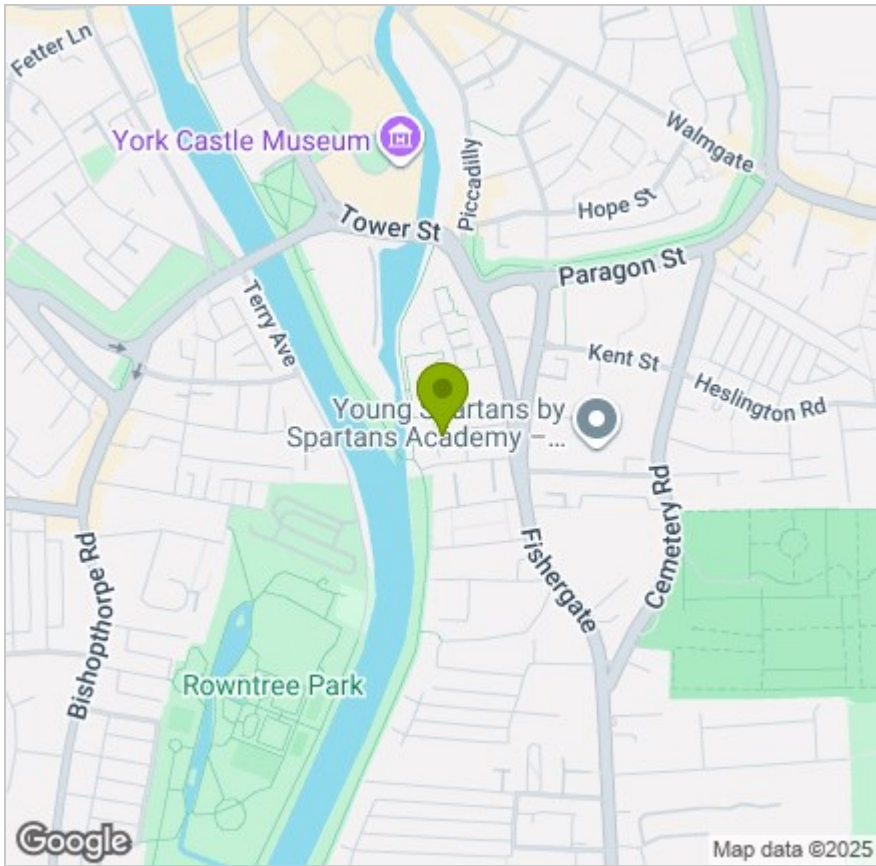 Fetter Ln
York Castle Museum
Piccadilly
Walmgate
Hope St
Tower St
Paragon St
Terry Ave
Kent St
Heslington Rd
Young Spartans by
Spartans Academy –...
Bishopthorpe Rd
Fishergate
Cemetery Rd
Rowntree Park
Google
Map data ©2025